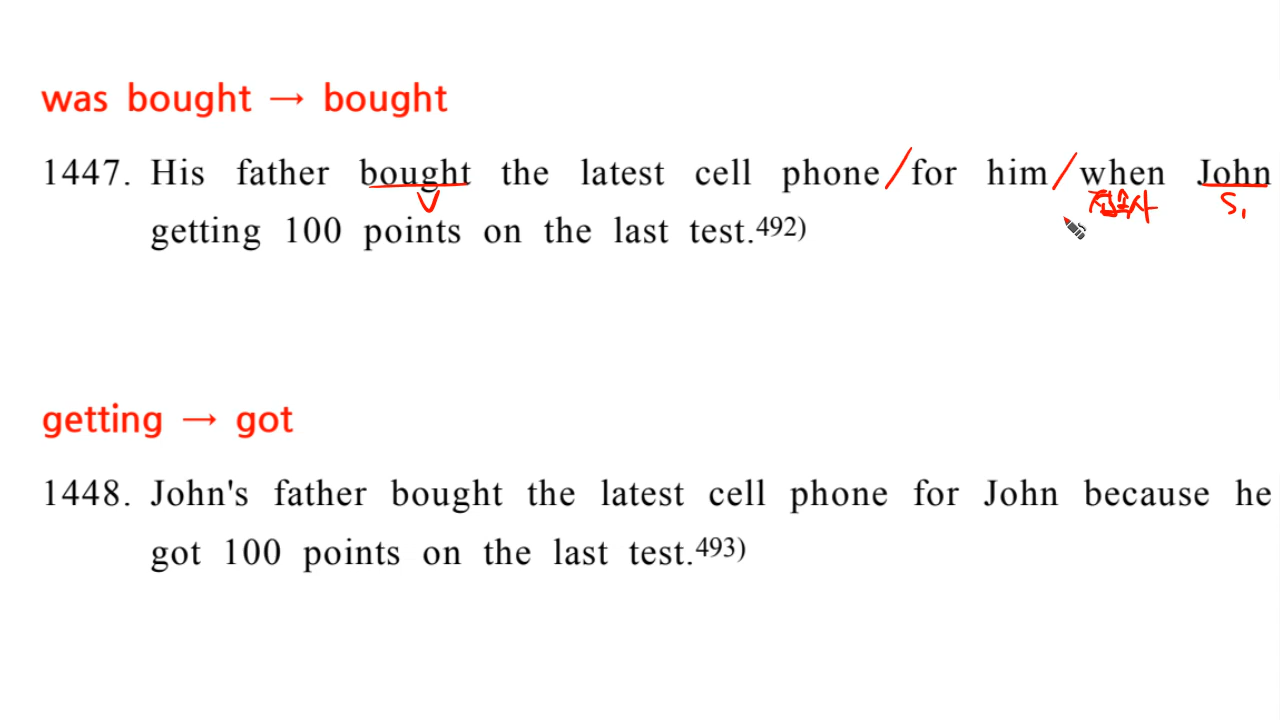 was bought → bought
1447. His father bought the latest cell phone / for him / when John
V
접속사 S₁
getting 100 points on the last test.492)
getting → got
1448. John's father bought the latest cell phone for John because he
got 100 points on the last test.493)